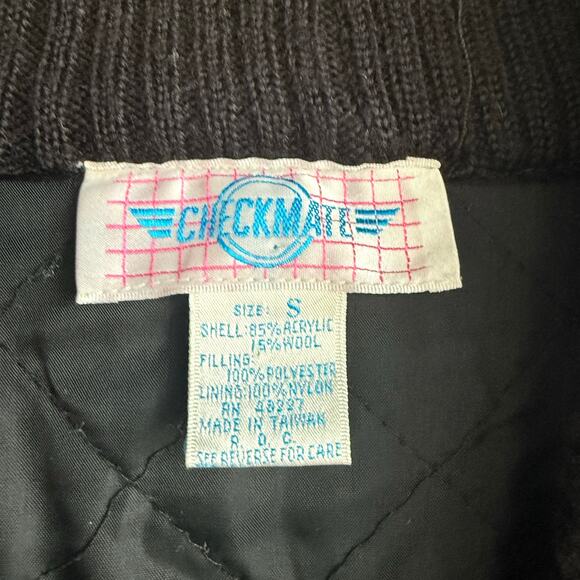 CHECKMATE
SIZE: S
SHELL: 85% ACRYLIC
15% WOOL
FILLING:
100% POLYESTER
LINING: 100% NYLON
RN
MADE IN TAIWAN
R. O. C.
SEE REVERSE FOR CARE